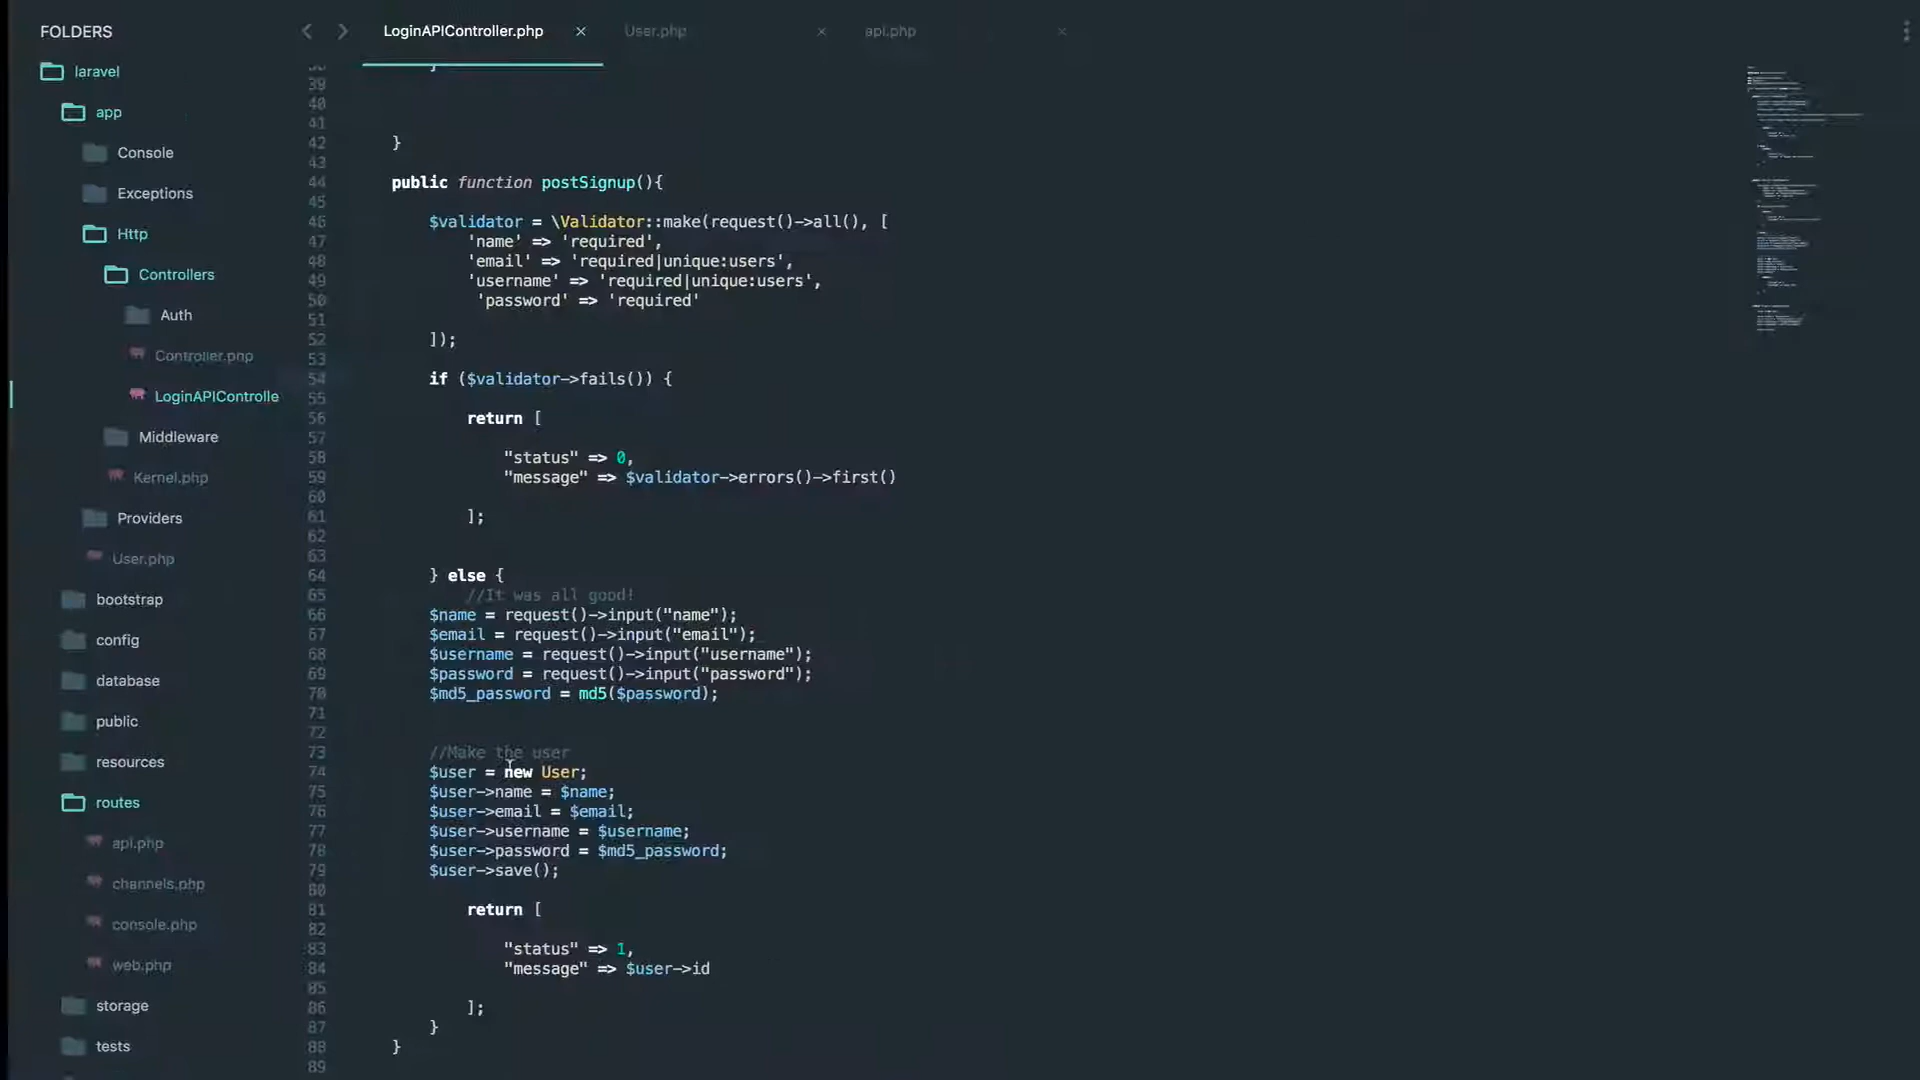 FOLDERS
laravel
app
Console
Exceptions
Http
Controllers
Auth
Controller.php
LoginAPIControlle
Middleware
Kernel.php
Providers
User.php
bootstrap
config
database
public
resources
routes
api.php
channels.php
console.php
web.php
storage
tests
LoginAPIController.php
User.php
api.php
38 }
39
40
41
42 }
43
44 public function postSignup(){
45
46 $validator = \Validator::make(request()->all(), [
47 'name' => 'required',
48 'email' => 'required|unique:users',
49 'username' => 'required|unique:users',
50 'password' => 'required'
51
52 ]);
53
54 if ($validator->fails()) {
55
56 return [
57
58 "status" => 0,
59 "message" => $validator->errors()->first()
60
61 ];
62
63
64 } else {
65 //It was all good!
66 $name = request()->input("name");
67 $email = request()->input("email");
68 $username = request()->input("username");
69 $password = request()->input("password");
70 $md5_password = md5($password);
71
72
73 //Make the user
74 $user = new User;
75 $user->name = $name;
76 $user->email = $email;
77 $user->username = $username;
78 $user->password = $md5_password;
79 $user->save();
80
81 return [
82
83 "status" => 1,
84 "message" => $user->id
85
86 ];
87 }
88 }
89